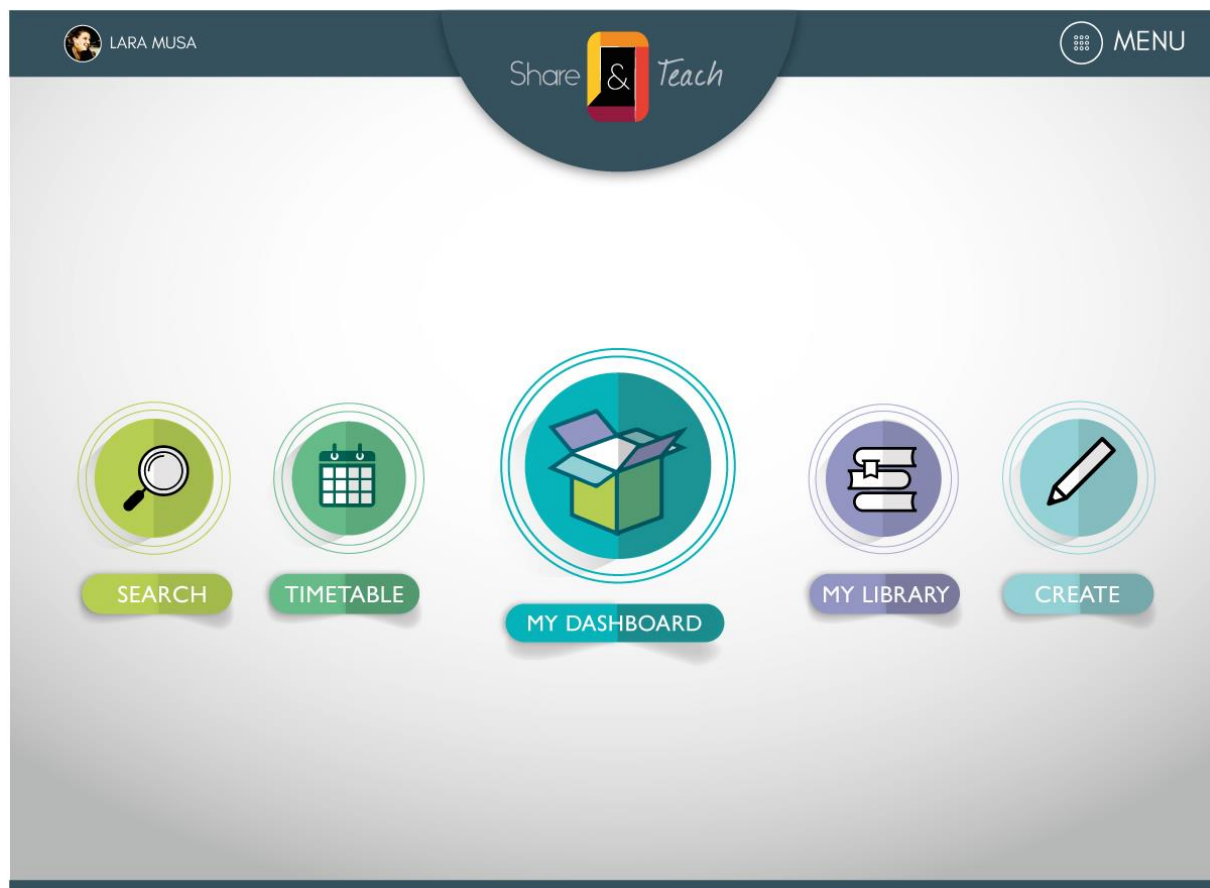 LARA MUSA
Share & Teach
MENU
SEARCH
TIMETABLE
MY DASHBOARD
MY LIBRARY
CREATE